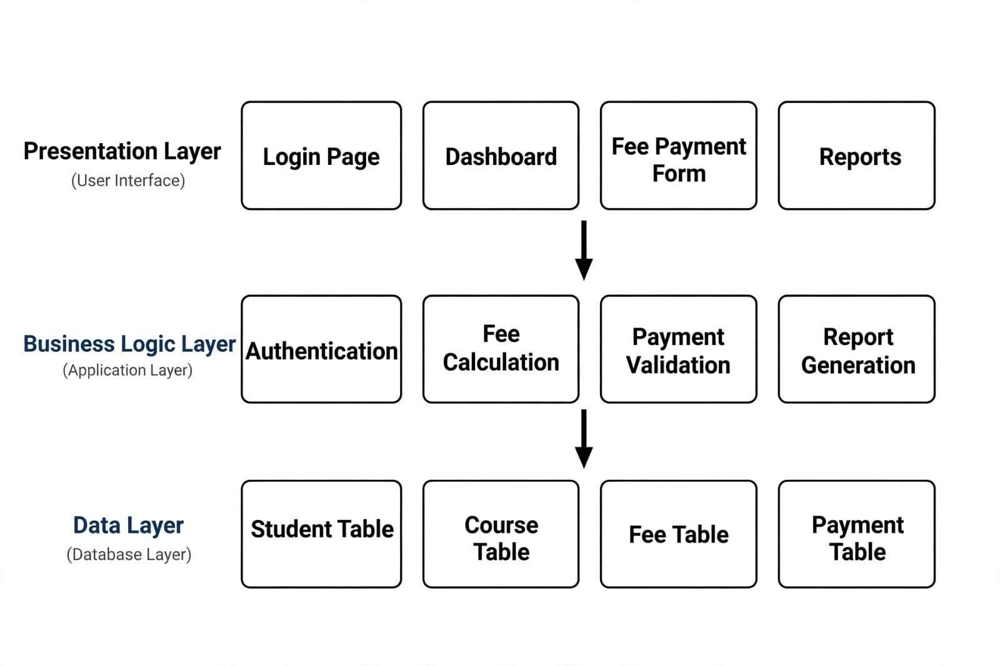 Presentation Layer
(User Interface)
Login Page
Dashboard
Fee Payment
Form
Reports
Business Logic Layer
(Application Layer)
Authentication
Fee
Calculation
Payment
Validation
Report
Generation
Data Layer
(Database Layer)
Student Table
Course
Table
Fee Table
Payment
Table